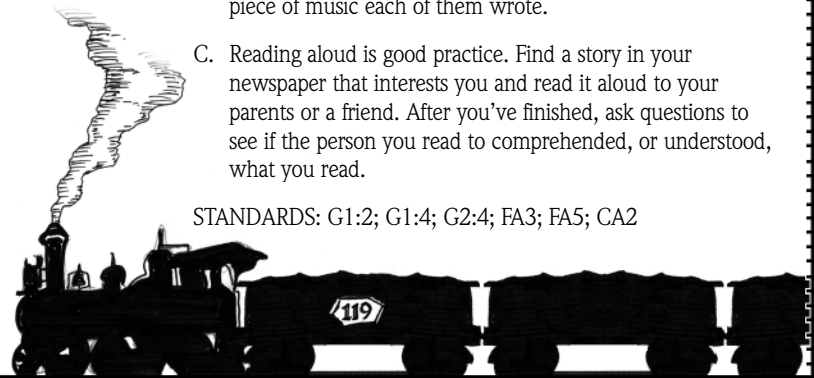 piece of music each of them wrote.
C. Reading aloud is good practice. Find a story in your
newspaper that interests you and read it aloud to your
parents or a friend. After you’ve finished, ask questions to
see if the person you read to comprehended, or understood,
what you read.
STANDARDS: G1:2; G1:4; G2:4; FA3; FA5; CA2
119